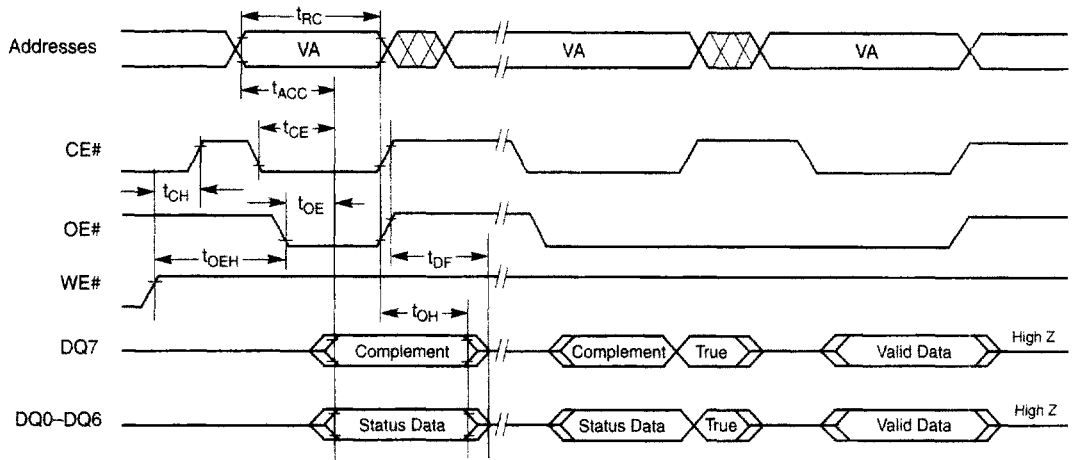 tRC
Addresses VA VA VA
tACC
tCE
CE#
tCH tOE
OE#
tOEH tDF
WE#
tOH
DQ7 Complement Complement True Valid Data High Z
DQ0–DQ6 Status Data Status Data True Valid Data High Z